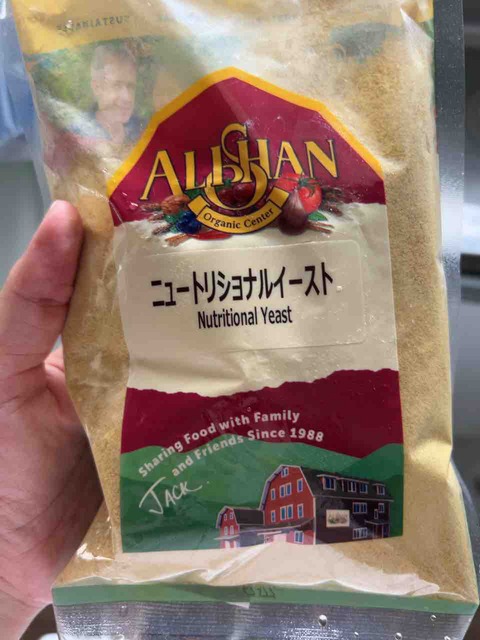 ALISHAN
Organic Center
ニュートリショナルイースト
Nutritional Yeast
Sharing Food with Family
and Friends Since 1988
JACK